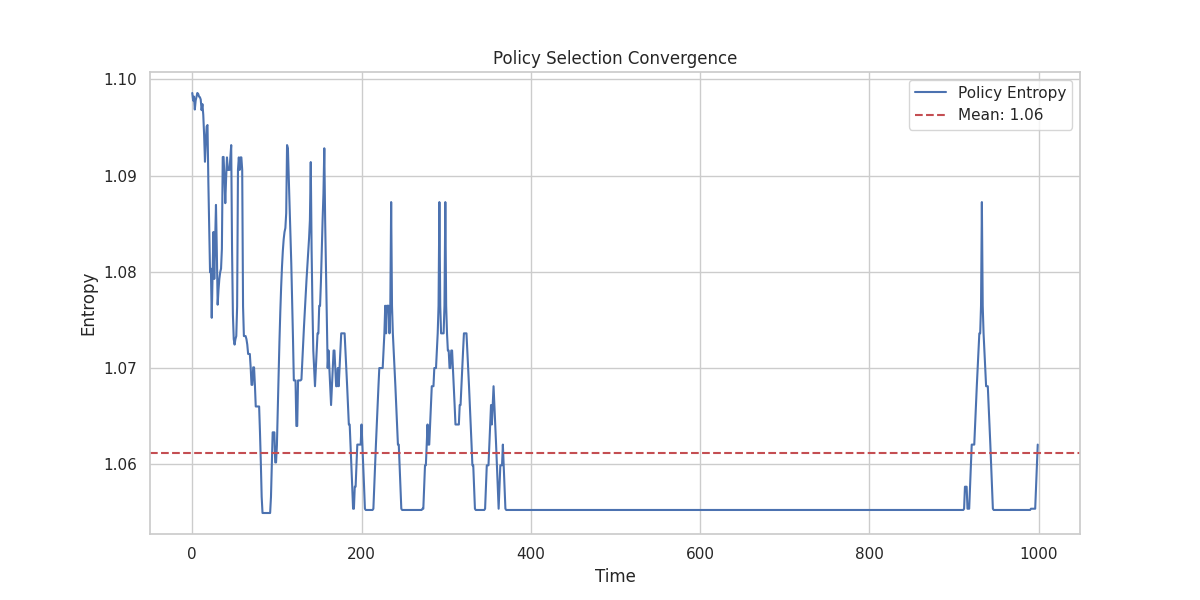 Policy Selection Convergence
1.10
1.09
1.08
1.07
1.06
Entropy
Policy Entropy
Mean: 1.06
0
200
400
600
800
1000
Time